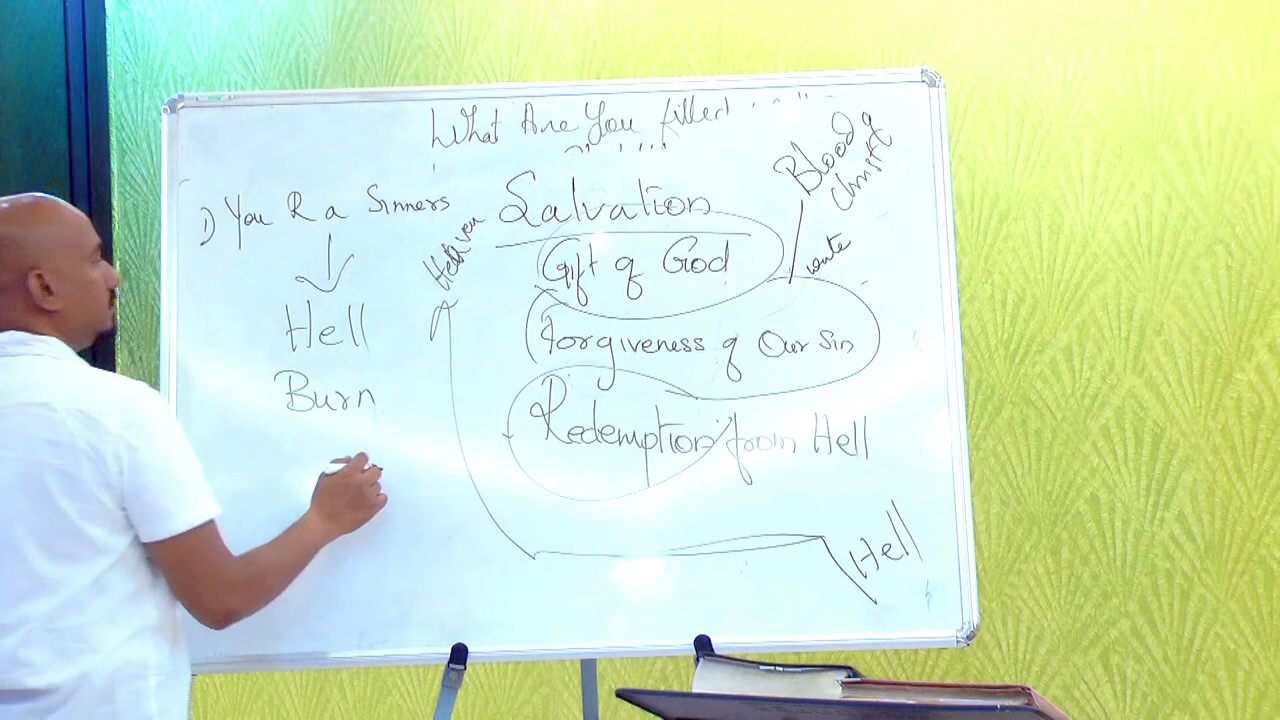 What Are You filled
Blood of
Christ
1) You R a Sinners
Salvation
Gift of God
write
Hell
Forgiveness of Our Sin
Burn
Redemption from Hell
Hell